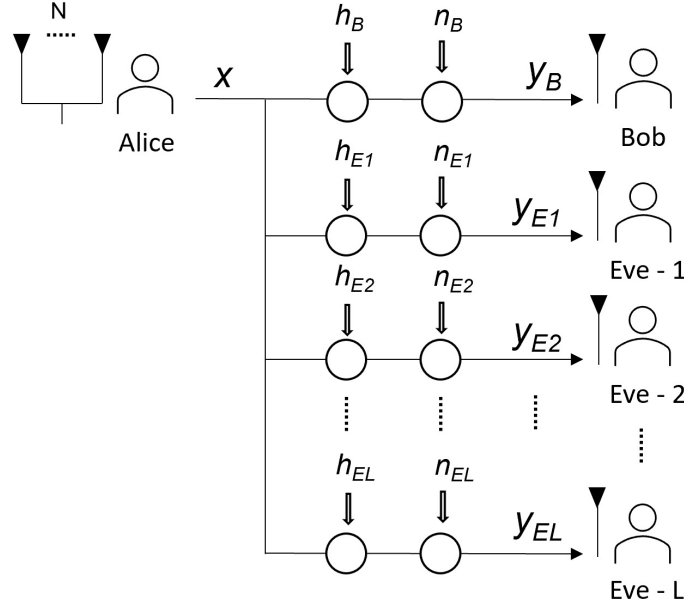 N
Alice
x
h_B
n_B
y_B
Bob
h_E1
n_E1
y_E1
Eve - 1
h_E2
n_E2
y_E2
Eve - 2
h_EL
n_EL
y_EL
Eve - L